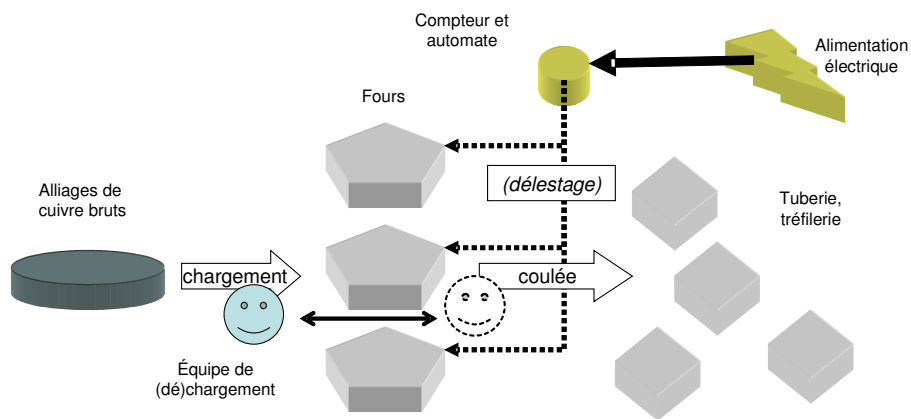 Compteur et
automate
Alimentation
électrique
Fours
(délestage)
Alliages de
cuivre bruts
Tuberie,
tréfilerie
chargement
coulée
Équipe de
(dé)chargement